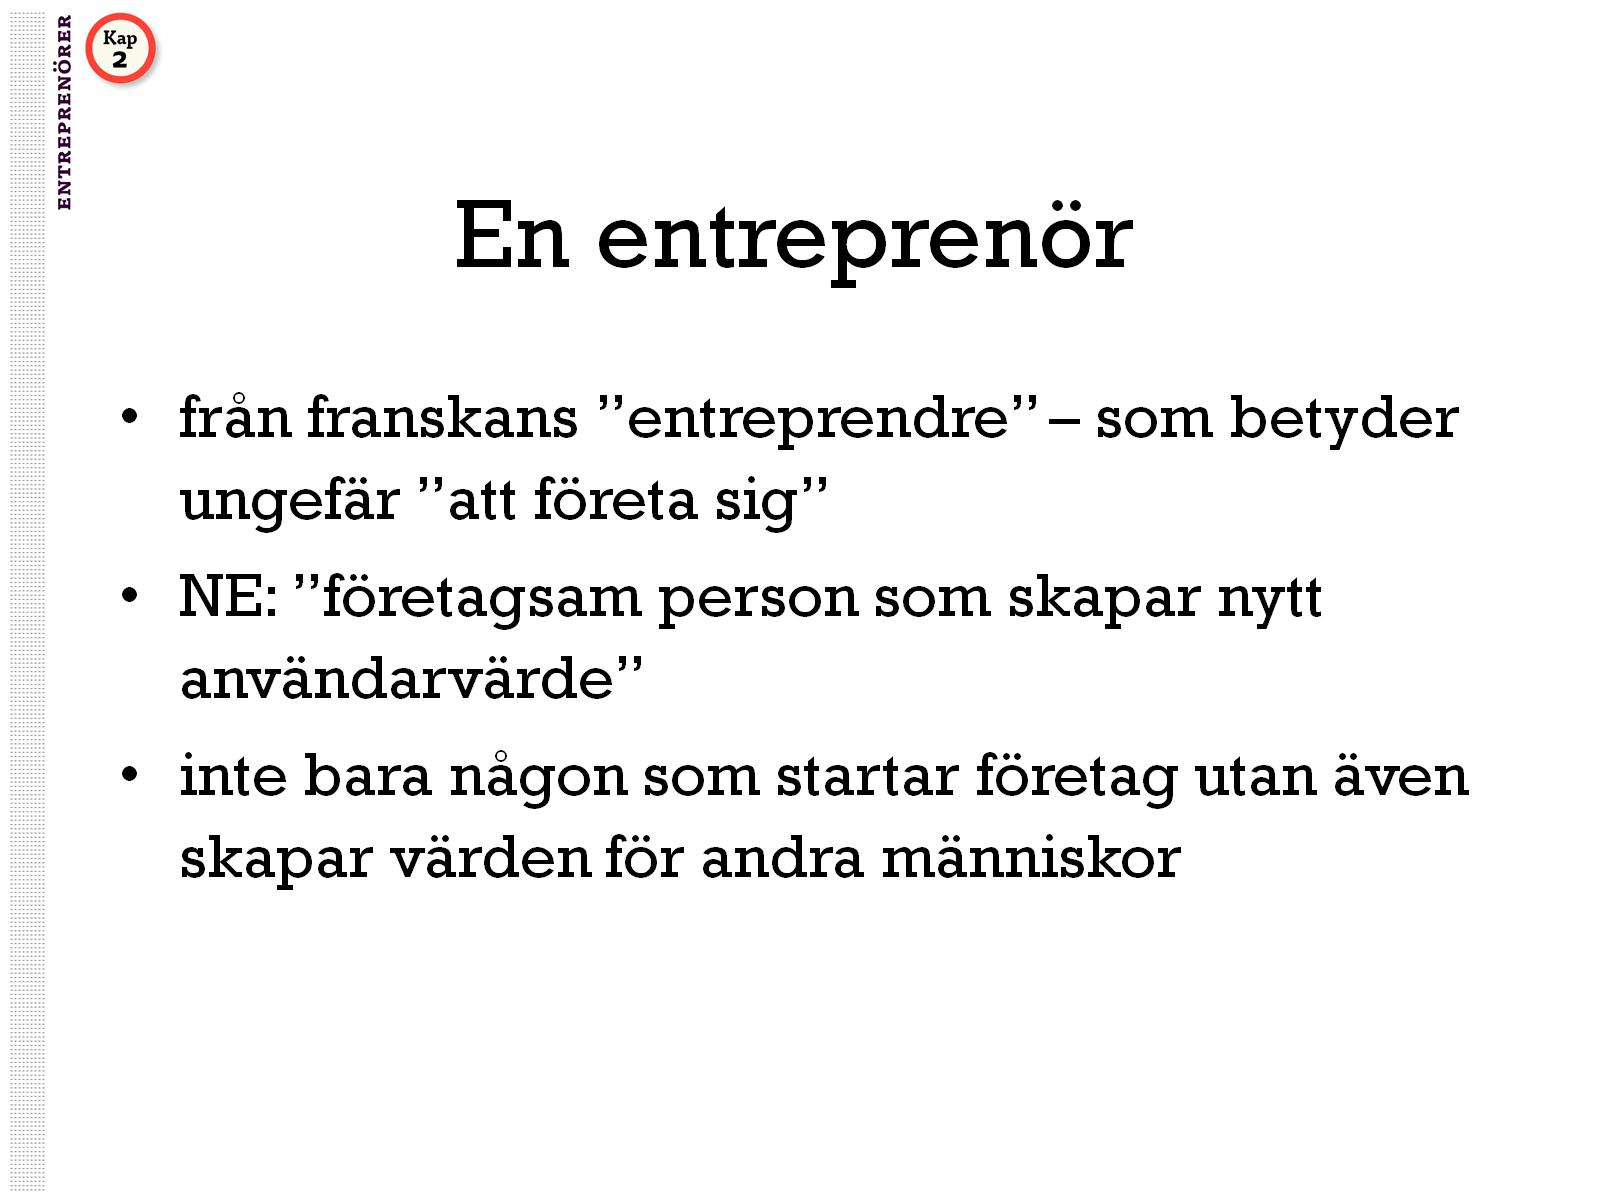 ENTREPRENÖRER
Kap
2
En entreprenör
• från franskans ”entreprendre” – som betyder
ungefär ”att företa sig”
• NE: ”företagsam person som skapar nytt
användarvärde”
• inte bara någon som startar företag utan även
skapar värden för andra människor